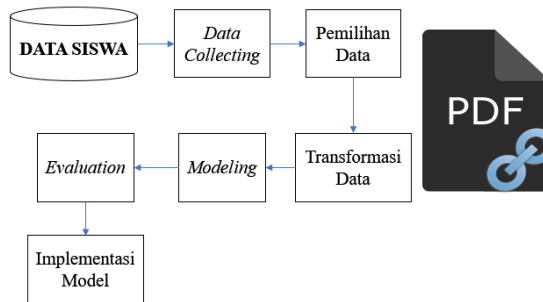 DATA SISWA
Data
Collecting
Pemilihan
Data
PDF
Transformasi
Data
Modeling
Evaluation
Implementasi
Model